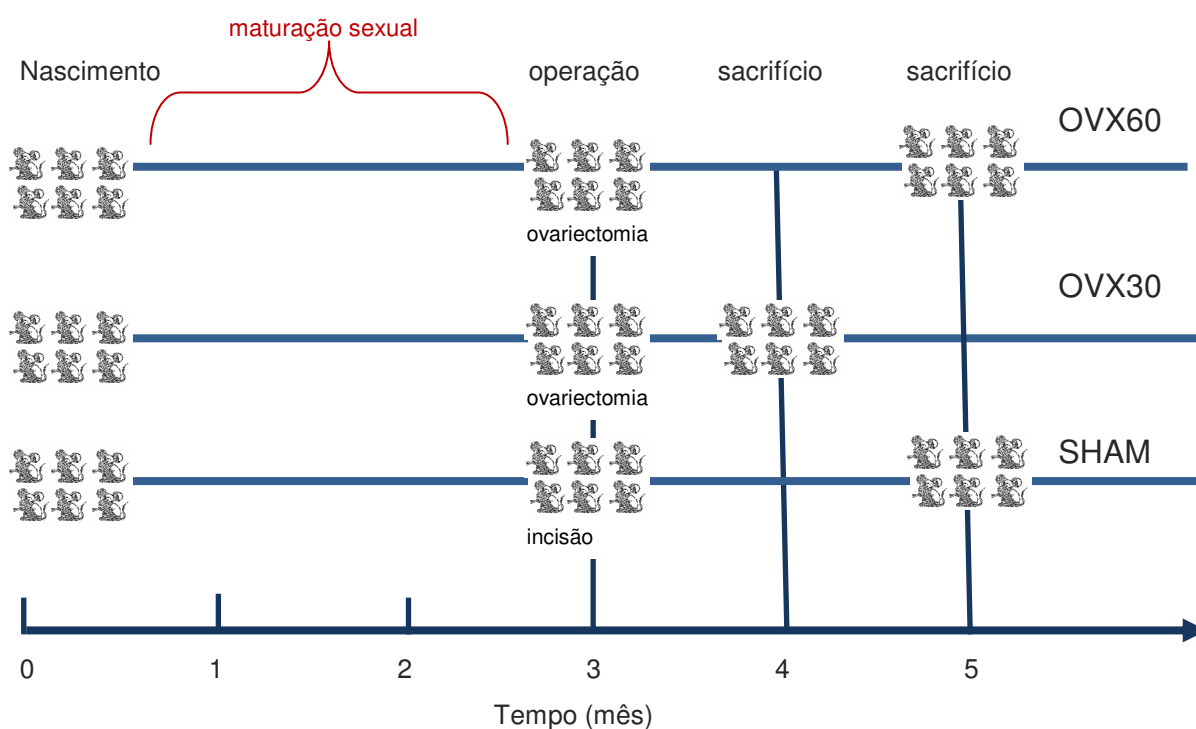 maturação sexual
Nascimento
operação
sacrifício
sacrifício
OVX60
ovariectomia
OVX30
ovariectomia
SHAM
incisão
0
1
2
3
4
5
Tempo (mês)